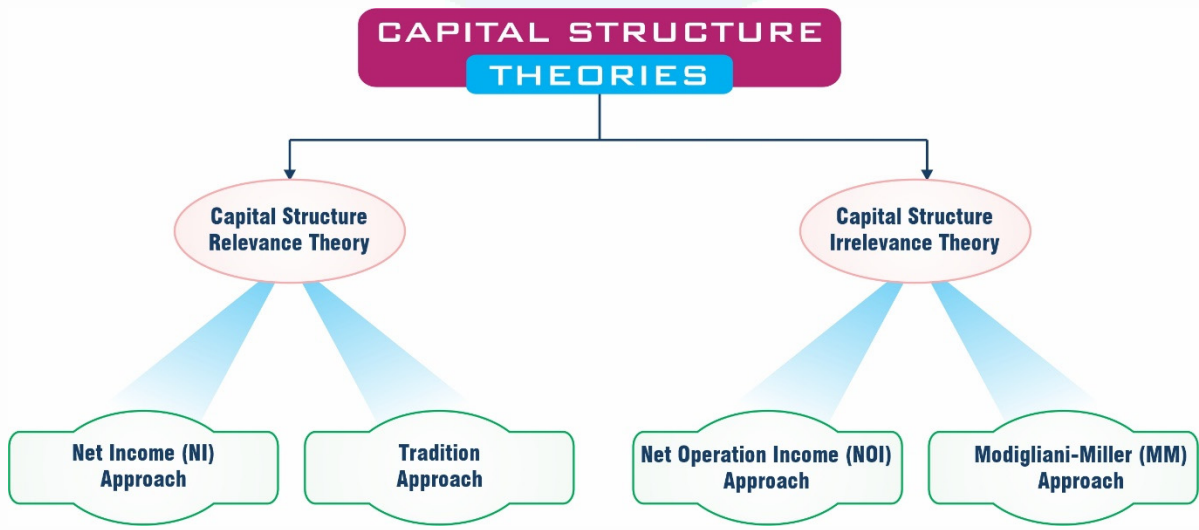 CAPITAL STRUCTURE
THEORIES
Capital Structure
Relevance Theory
Capital Structure
Irrelevance Theory
Net Income (NI)
Approach
Tradition
Approach
Net Operation Income (NOI)
Approach
Modigliani-Miller (MM)
Approach